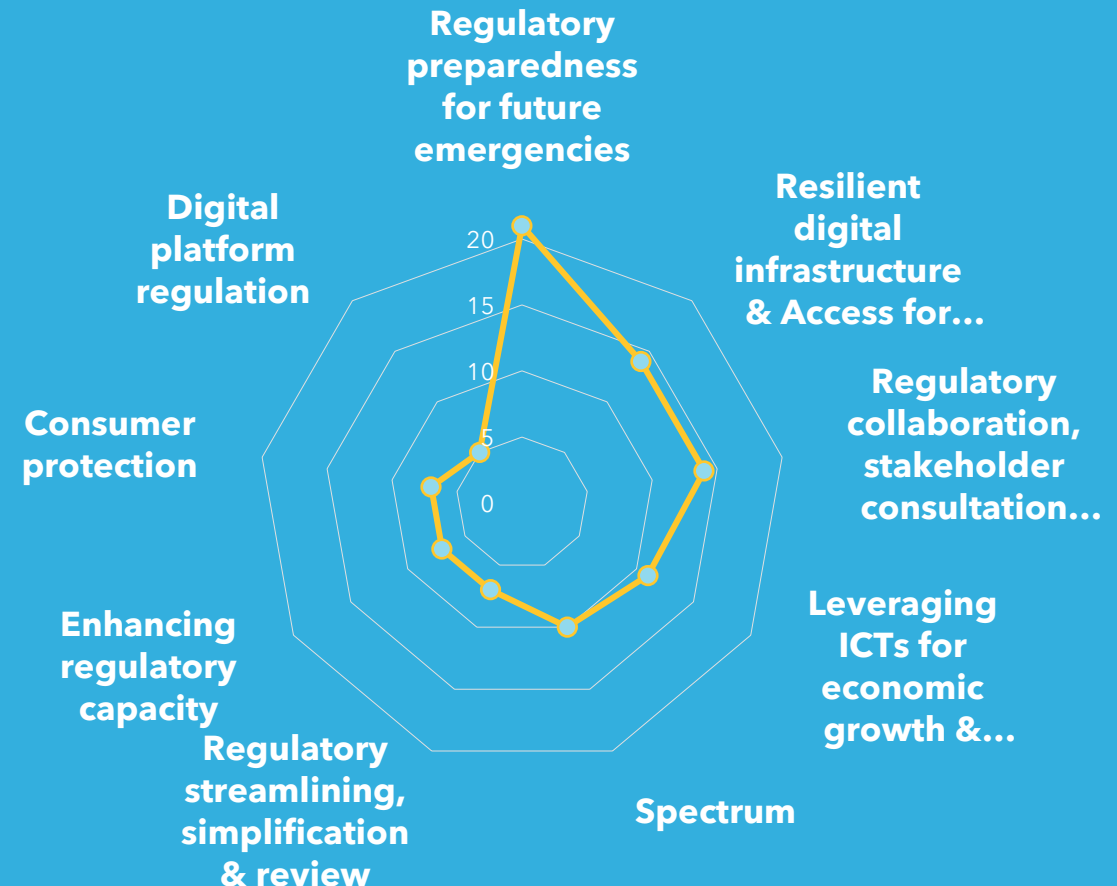 Regulatory
preparedness
for future
emergencies
Resilient
digital
infrastructure
& Access for...
Regulatory
collaboration,
stakeholder
consultation...
Leveraging
ICTs for
economic
growth &...
Spectrum
Regulatory
streamlining,
simplification
& review
Enhancing
regulatory
capacity
Consumer
protection
Digital
platform
regulation
20
15
10
5
0